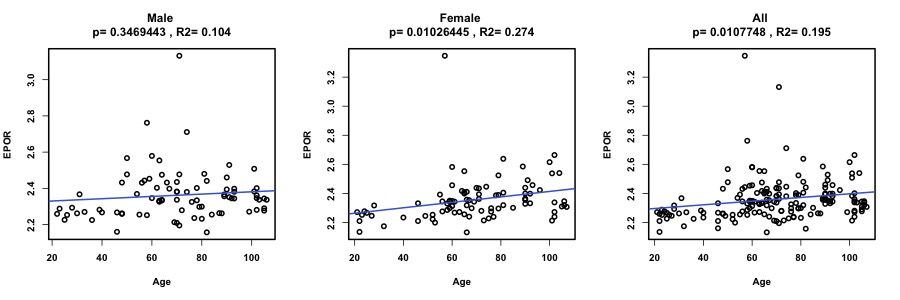 Male
p= 0.3469443 , R2= 0.104
EPOR
3.0
2.8
2.6
2.4
2.2
20 40 60 80 100
Age
Female
p= 0.01026445 , R2= 0.274
EPOR
3.2
3.0
2.8
2.6
2.4
2.2
20 40 60 80 100
Age
All
p= 0.0107748 , R2= 0.195
EPOR
3.2
3.0
2.8
2.6
2.4
2.2
20 40 60 80 100
Age